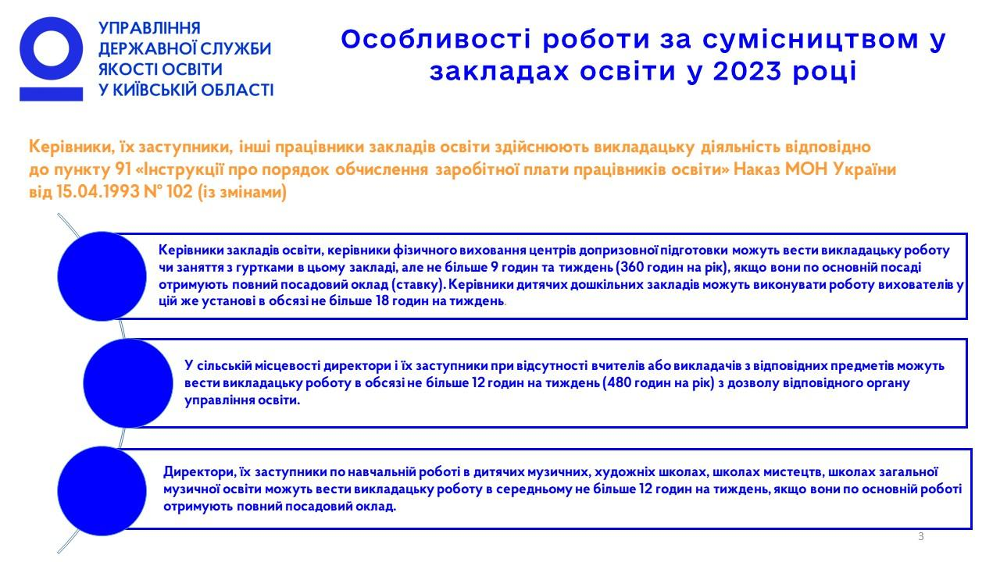 УПРАВЛІННЯ
ДЕРЖАВНОЇ СЛУЖБИ
ЯКОСТІ ОСВІТИ
У КИЇВСЬКІЙ ОБЛАСТІ
Особливості роботи за сумісництвом у
закладах освіти у 2023 році
Керівники, їх заступники, інші працівники закладів освіти здійснюють викладацьку діяльність відповідно
до пункту 91 «Інструкції про порядок обчислення заробітної плати працівників освіти» Наказ МОН України
від 15.04.1993 № 102 (із змінами)
Керівники закладів освіти, керівники фізичного виховання центрів допризовної підготовки можуть вести викладацьку роботу
чи заняття з гуртками в цьому закладі, але не більше 9 годин та тиждень (360 годин на рік), якщо вони по основній посаді
отримують повний посадовий оклад (ставку). Керівники дитячих дошкільних закладів можуть виконувати роботу вихователів у
цій же установі в обсязі не більше 18 годин на тиждень.
У сільській місцевості директори і їх заступники при відсутності вчителів або викладачів з відповідних предметів можуть
вести викладацьку роботу в обсязі не більше 12 годин на тиждень (480 годин на рік) з дозволу відповідного органу
управління освіти.
Директори, їх заступники по навчальній роботі в дитячих музичних, художніх школах, школах мистецтв, школах загальної
музичної освіти можуть вести викладацьку роботу в середньому не більше 12 годин на тиждень, якщо вони по основній роботі
отримують повний посадовий оклад.
3